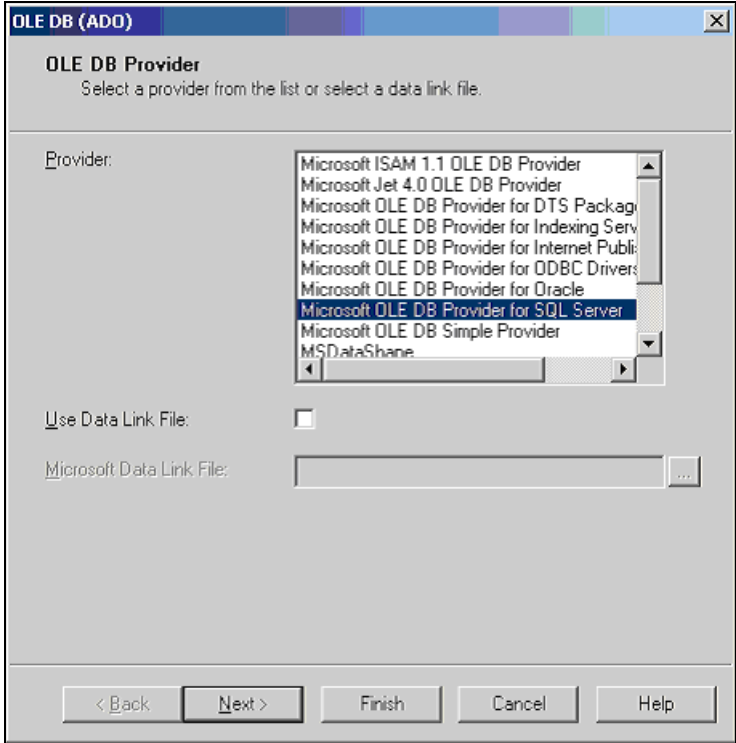 OLE DB (ADO)
OLE DB Provider
Select a provider from the list or select a data link file.
Provider:
Microsoft ISAM 1.1 OLE DB Provider
Microsoft Jet 4.0 OLE DB Provider
Microsoft OLE DB Provider for DTS Packag
Microsoft OLE DB Provider for Indexing Serv
Microsoft OLE DB Provider for Internet Publi
Microsoft OLE DB Provider for ODBC Drivers
Microsoft OLE DB Provider for Oracle
Microsoft OLE DB Provider for SQL Server
Microsoft OLE DB Simple Provider
MSDataShape
Use Data Link File:
Microsoft Data Link File:
...
< Back Next > Finish Cancel Help